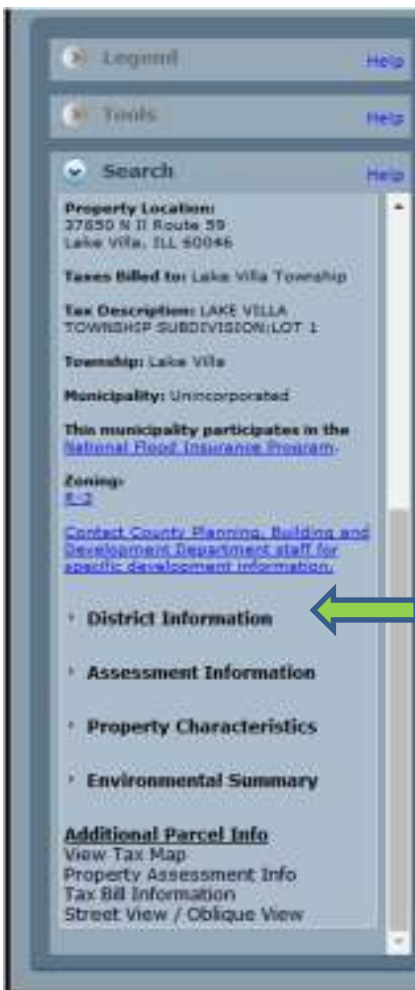 Legend Help
Tools Help
Search Help
Property Location:
37850 N Il Route 59
Lake Villa, ILL 60046
Taxes Billed to: Lake Villa Township
Tax Description: LAKE VILLA
TOWNSHIP SUBDIVISION;LOT 1
Township: Lake Villa
Municipality: Unincorporated
This municipality participates in the
National Flood Insurance Program.
Zoning:
Contact County Planning, Building and
Development Department staff for
specific development information.
District Information
Assessment Information
Property Characteristics
Environmental Summary
Additional Parcel Info
View Tax Map
Property Assessment Info
Tax Bill Information
Street View / Oblique View